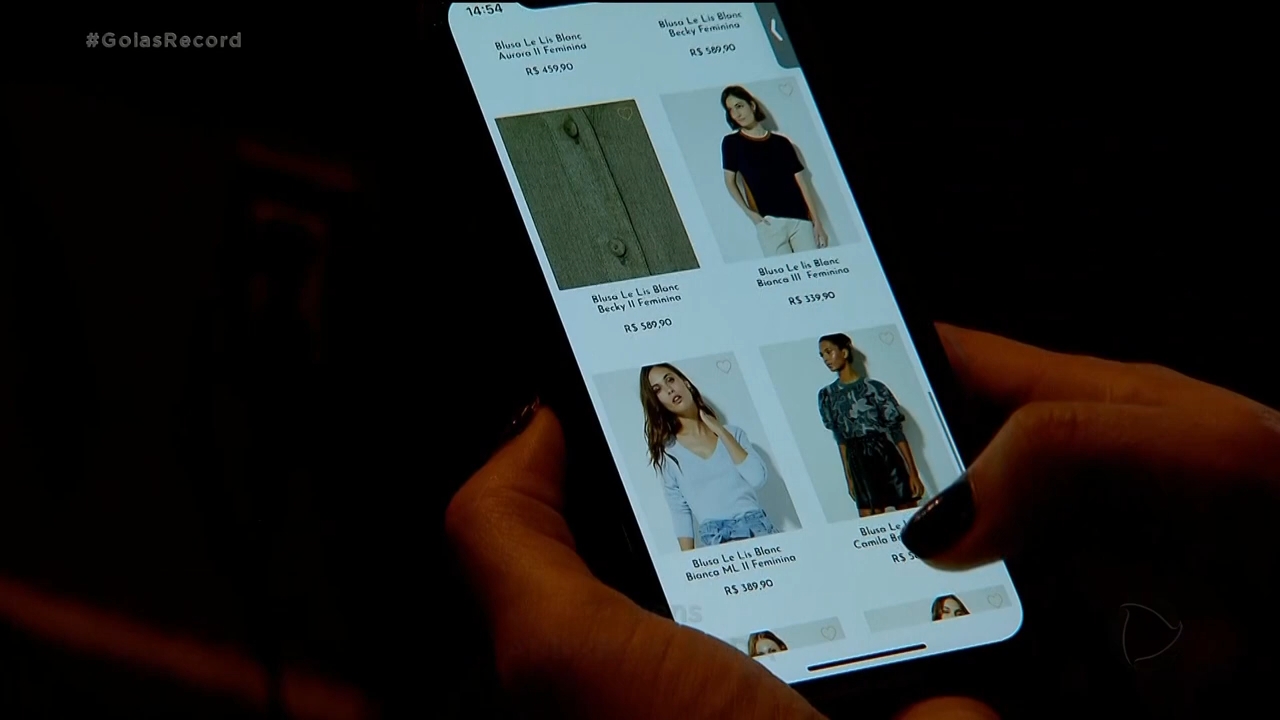 #GolasRecord
14:54
Blusa Le Lis Blanc
Aurora II Feminina
R$ 459,90
Blusa Le Lis Blanc
Becky Feminina
R$ 589,90
Blusa Le Lis Blanc
Becky II Feminina
R$ 589,90
Blusa Le lis Blanc
Bianca III Feminina
R$ 339,90
Blusa Le Lis Blanc
Bianca ML II Feminina
R$ 389,90
Blusa Le
Camila
R$